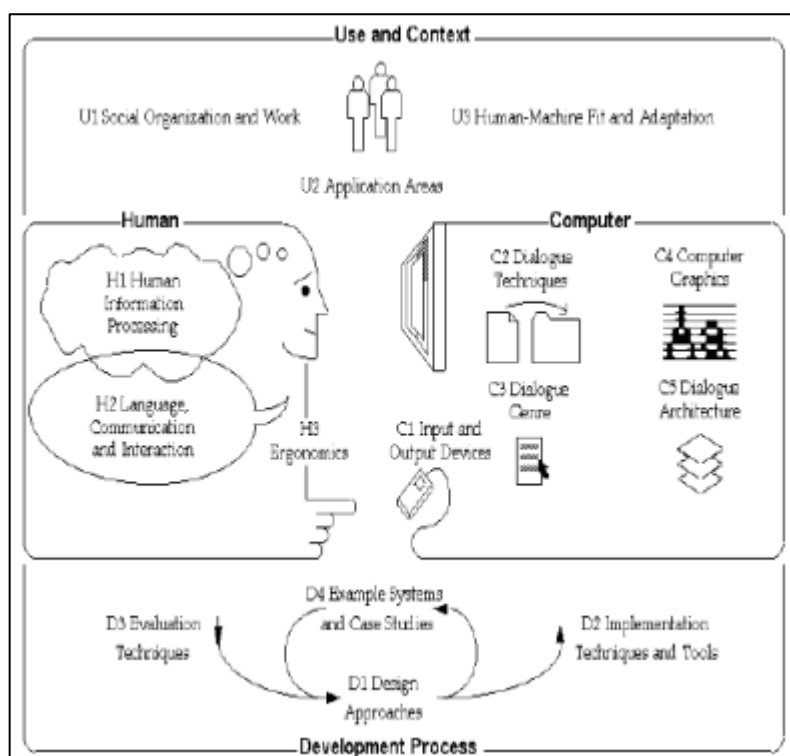 Use and Context
U1 Social Organization and Work
U3 Human-Machine Fit and Adaptation
U2 Application Areas
Human
H1 Human
Information
Processing
H2 Language,
Communication
and Interaction
H3
Ergonomics
Computer
C1 Input and
Output Devices
C2 Dialogue
Techniques
C3 Dialogue
Genre
C4 Computer
Graphics
C5 Dialogue
Architecture
D3 Evaluation
Techniques
D4 Example Systems
and Case Studies
D1 Design
Approaches
D2 Implementation
Techniques and Tools
Development Process